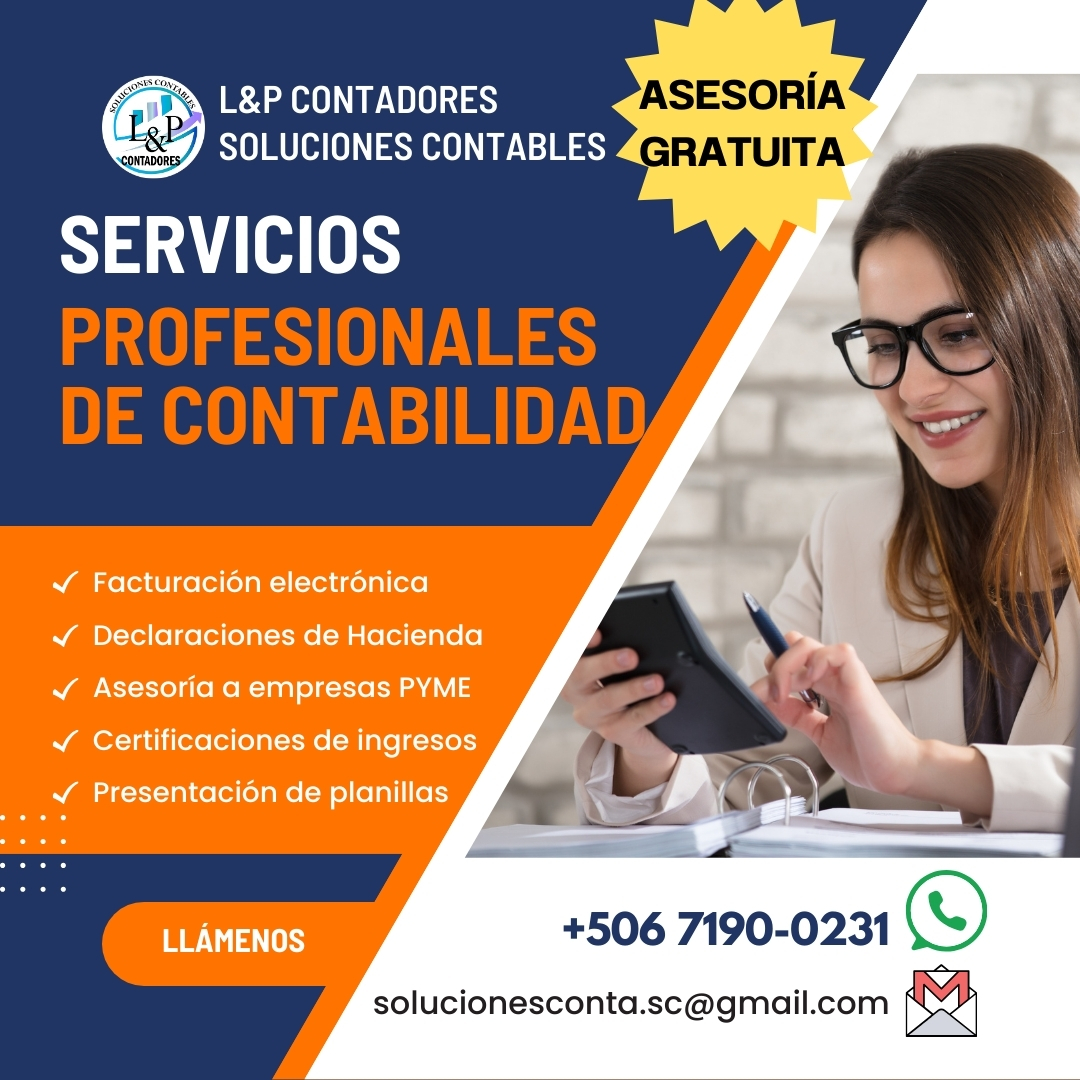 SOLUCIONES CONTABLES
L&P
CONTADORES
L&P CONTADORES
SOLUCIONES CONTABLES
ASESORÍA
GRATUITA
SERVICIOS
PROFESIONALES
DE CONTABILIDAD
Facturación electrónica
Declaraciones de Hacienda
Asesoría a empresas PYME
Certificaciones de ingresos
Presentación de planillas
LLÁMENOS
+506 7190-0231
solucionesconta.sc@gmail.com